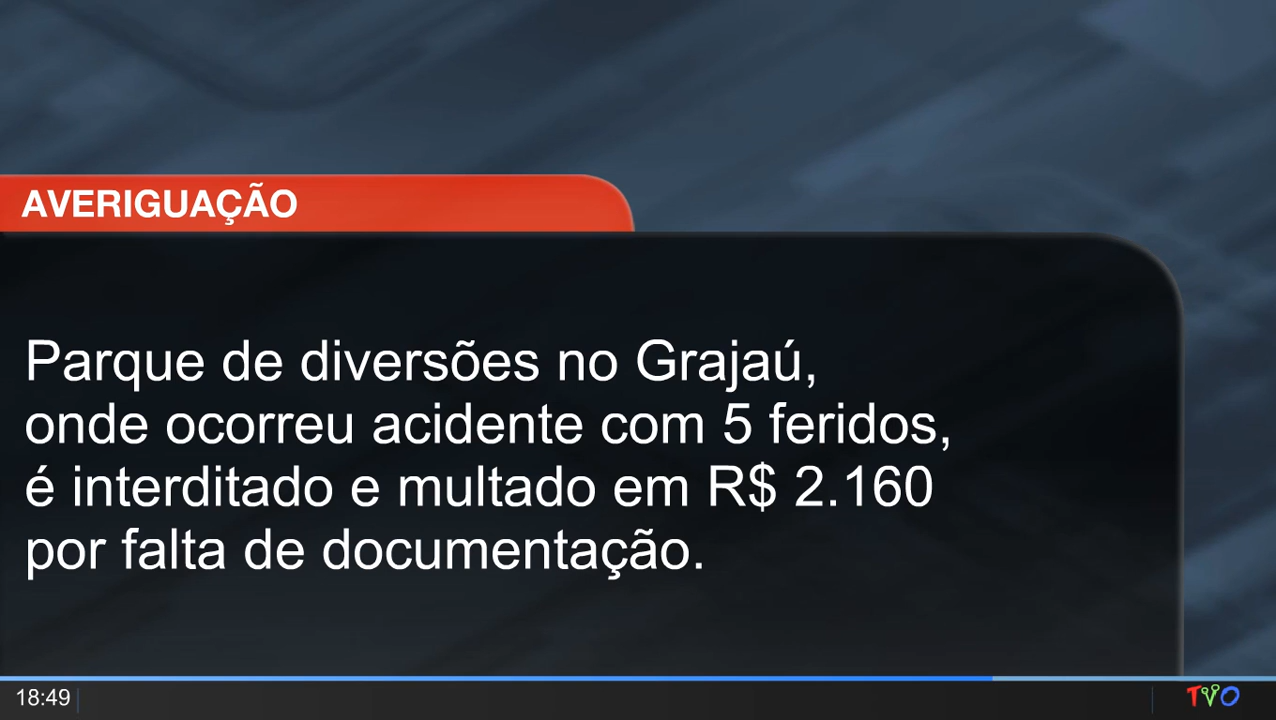 AVERIGUAÇÃO
Parque de diversões no Grajaú,
onde ocorreu acidente com 5 feridos,
é interditado e multado em R$ 2.160
por falta de documentação.
18:49
TVO